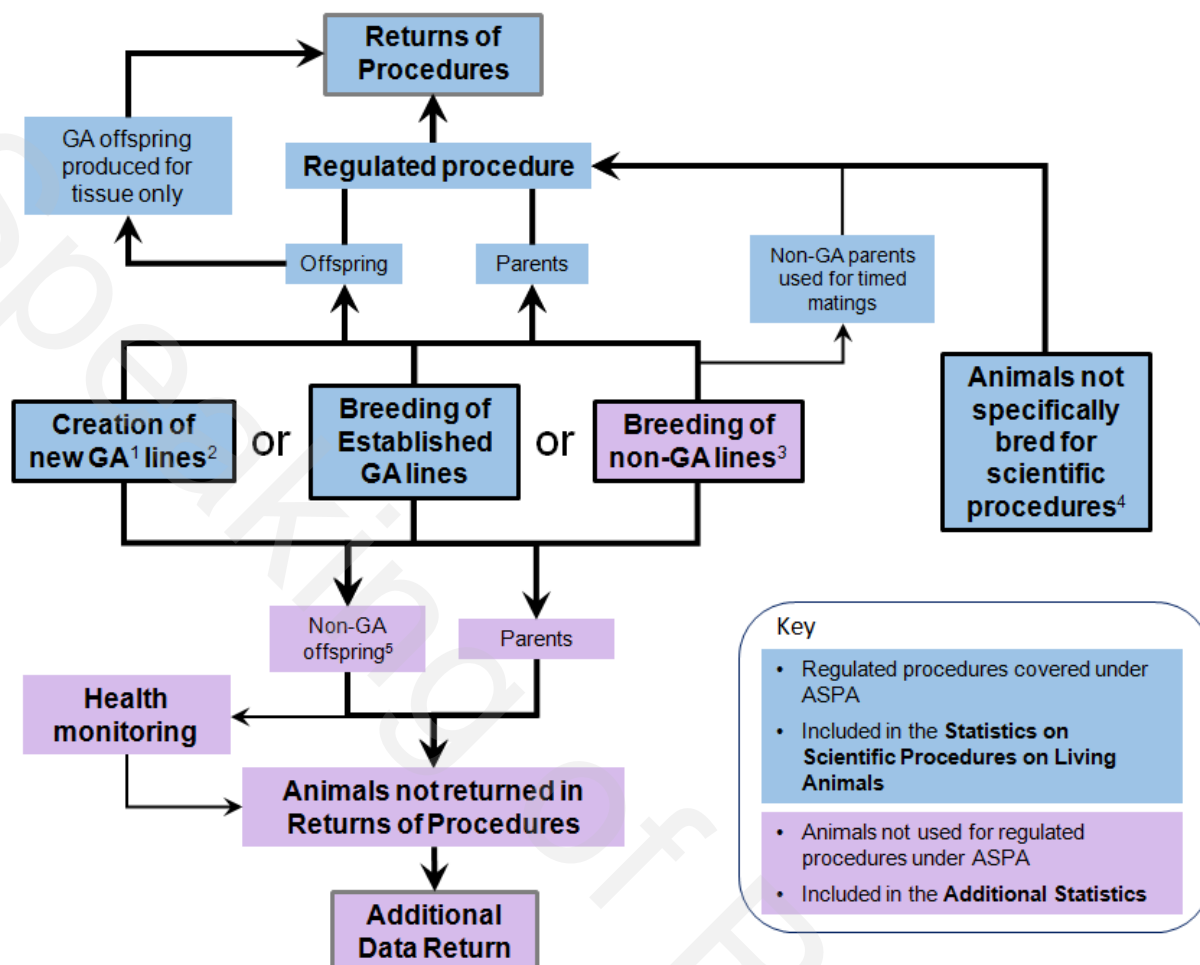 Returns of
Procedures
GA offspring
produced for
tissue only
Regulated procedure
Offspring
Parents
Non-GA parents
used for timed
matings
Creation of
new GA¹ lines²
or
Breeding of
Established
GA lines
or
Breeding of
non-GA lines³
Animals not
specifically
bred for
scientific
procedures⁴
Non-GA
offspring⁵
Parents
Health
monitoring
Animals not returned in
Returns of Procedures
Additional
Data Return
Key
• Regulated procedures covered under
ASPA
• Included in the Statistics on
Scientific Procedures on Living
Animals
• Animals not used for regulated
procedures under ASPA
• Included in the Additional Statistics